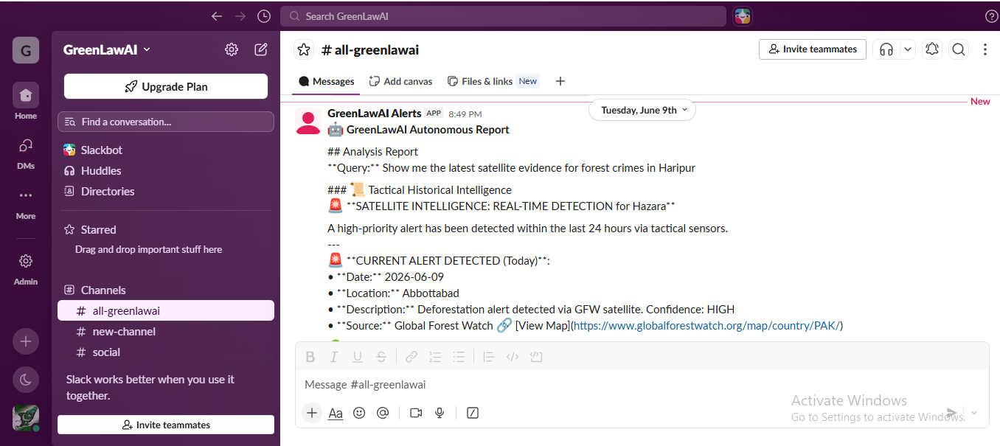 Search GreenLawAI
G
GreenLawAI
# all-greenlawai
Invite teammates
Upgrade Plan
Messages
Add canvas
Files & links New
Home
Find a conversation...
New
Tuesday, June 9th
GreenLawAI Alerts APP 8:49 PM
GreenLawAI Autonomous Report
## Analysis Report
**Query:** Show me the latest satellite evidence for forest crimes in Haripur
### Tactical Historical Intelligence
**SATELLITE INTELLIGENCE: REAL-TIME DETECTION for Hazara**
A high-priority alert has been detected within the last 24 hours via tactical sensors.
---
**CURRENT ALERT DETECTED (Today)**:
• **Date:** 2026-06-09
• **Location:** Abbottabad
• **Description:** Deforestation alert detected via GFW satellite. Confidence: HIGH
• **Source:** Global Forest Watch 🔗 [View Map](https://www.globalforestwatch.org/map/country/PAK/)
DMs
More
Admin
Slackbot
Huddles
Directories
Starred
Drag and drop important stuff here
Channels
# all-greenlawai
# new-channel
# social
Slack works better when you use it
together.
Invite teammates
B I U S
Message #all-greenlawai
Aa
Activate Windows
Go to Settings to activate Windows.